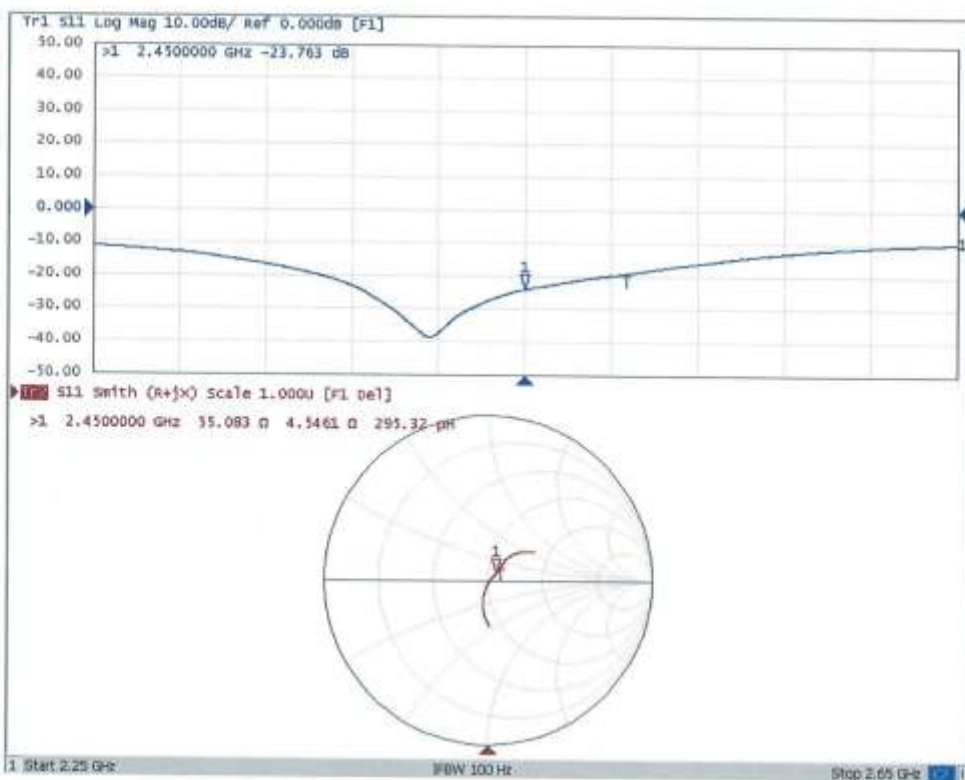 Tr1 S11 Log Mag 10.00dB/ Ref 0.000dB [F1]
50.00
>1 2.4500000 GHz -23.763 dB
40.00
30.00
20.00
10.00
0.000
-10.00
1
-20.00
1
-30.00
-40.00
-50.00
Tr2 S11 Smith (R+jX) Scale 1.000U [F1 Del]
>1 2.4500000 GHz 55.083 Ω 4.5461 Ω 295.32 pH
1
1 Start 2.25 GHz IFBW 100 Hz Stop 2.65 GHz